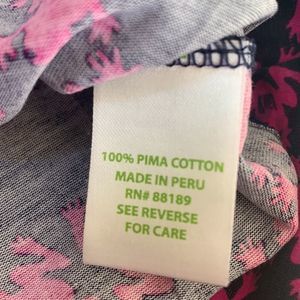 100% PIMA COTTON
MADE IN PERU
RN# 88189
SEE REVERSE
FOR CARE